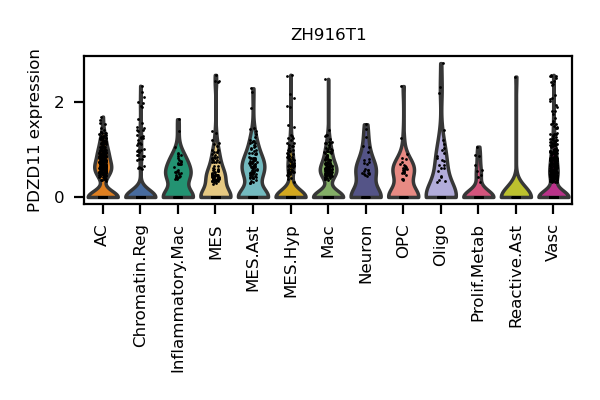 ZH916T1
PDZD11 expression
2
0
AC
Chromatin.Reg
Inflammatory.Mac
MES
MES.Ast
MES.Hyp
Mac
Neuron
OPC
Oligo
Prolif.Metab
Reactive.Ast
Vasc